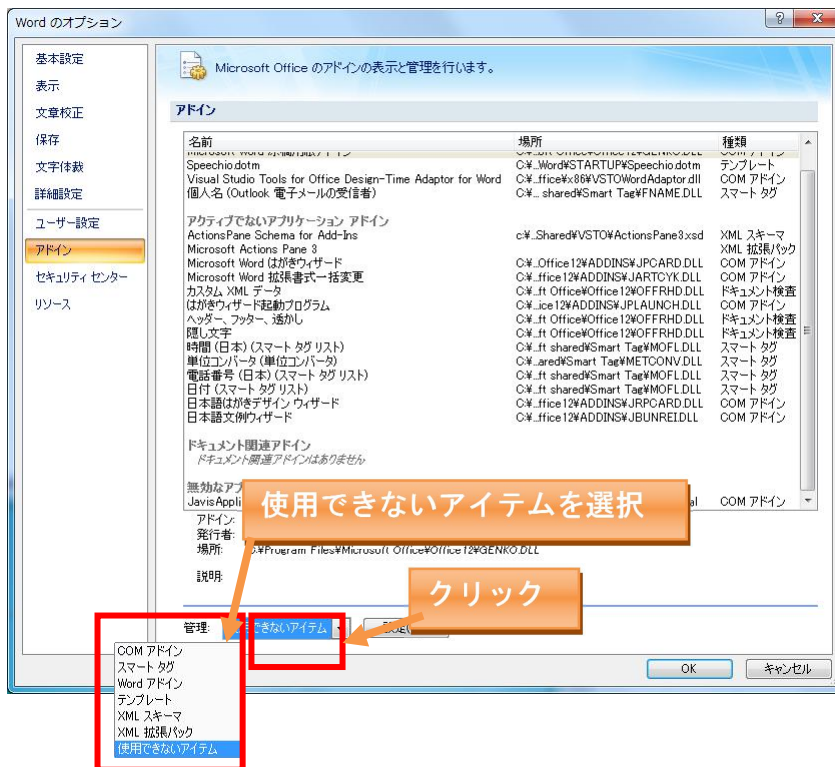 Word のオプション
基本設定
表示
文章校正
保存
文字体裁
詳細設定
ユーザー設定
アドイン
セキュリティ センター
リソース
Microsoft Office のアドインの表示と管理を行います。
アドイン
名前 場所 種類
Speechio.dotm C:¥...Word¥STARTUP¥Speechio.dotm テンプレート
Visual Studio Tools for Office Design-Time Adaptor for Word C:¥...ffice¥x86¥VSTOWordAdaptor.dll COM アドイン
個人名 (Outlook 電子メールの受信者) C:¥... shared¥Smart Tag¥FNAME.DLL スマート タグ
アクティブでないアプリケーション アドイン
ActionsPane Schema for Add-Ins c:¥...Shared¥VSTO¥ActionsPane3.xsd XML スキーマ
Microsoft Actions Pane 3 XML 拡張パック
Microsoft Word はがきウィザード C:¥...Office12¥ADDINS¥JPCARD.DLL COM アドイン
Microsoft Word 拡張書式一括変更 C:¥...ffice12¥ADDINS¥JARTCYK.DLL COM アドイン
カスタム XML データ C:¥...ft Office¥Office12¥OFFRHD.DLL ドキュメント検査
はがきウィザード起動プログラム C:¥...ice12¥ADDINS¥JPLAUNCH.DLL COM アドイン
ヘッダー、フッター、透かし C:¥...ft Office¥Office12¥OFFRHD.DLL ドキュメント検査
隠し文字 C:¥...ft Office¥Office12¥OFFRHD.DLL ドキュメント検査
時間 (日本) (スマート タグ リスト) C:¥...ft shared¥Smart Tag¥MOFL.DLL スマート タグ
単位コンバータ (単位コンバータ) C:¥...ared¥Smart Tag¥METCONV.DLL スマート タグ
電話番号 (日本) (スマート タグ リスト) C:¥...ft shared¥Smart Tag¥MOFL.DLL スマート タグ
日付 (スマート タグ リスト) C:¥...ft shared¥Smart Tag¥MOFL.DLL スマート タグ
日本語はがきデザイン ウィザード C:¥...ffice12¥ADDINS¥JRPCARD.DLL COM アドイン
日本語文例ウィザード C:¥...ffice12¥ADDINS¥JBUNREI.DLL COM アドイン
ドキュメント関連アドイン
ドキュメント関連アドインはありません
無効なアプ
JavisAppli COM アドイン
使用できないアイテムを選択
アドイン:
発行者:
場所: C:¥Program Files¥Microsoft Office¥Office12¥GENKO.DLL
説明:
クリック
管理: できないアイテム
COM アドイン
スマート タグ
Word アドイン
テンプレート
XML スキーマ
XML 拡張パック
使用できないアイテム
OK キャンセル